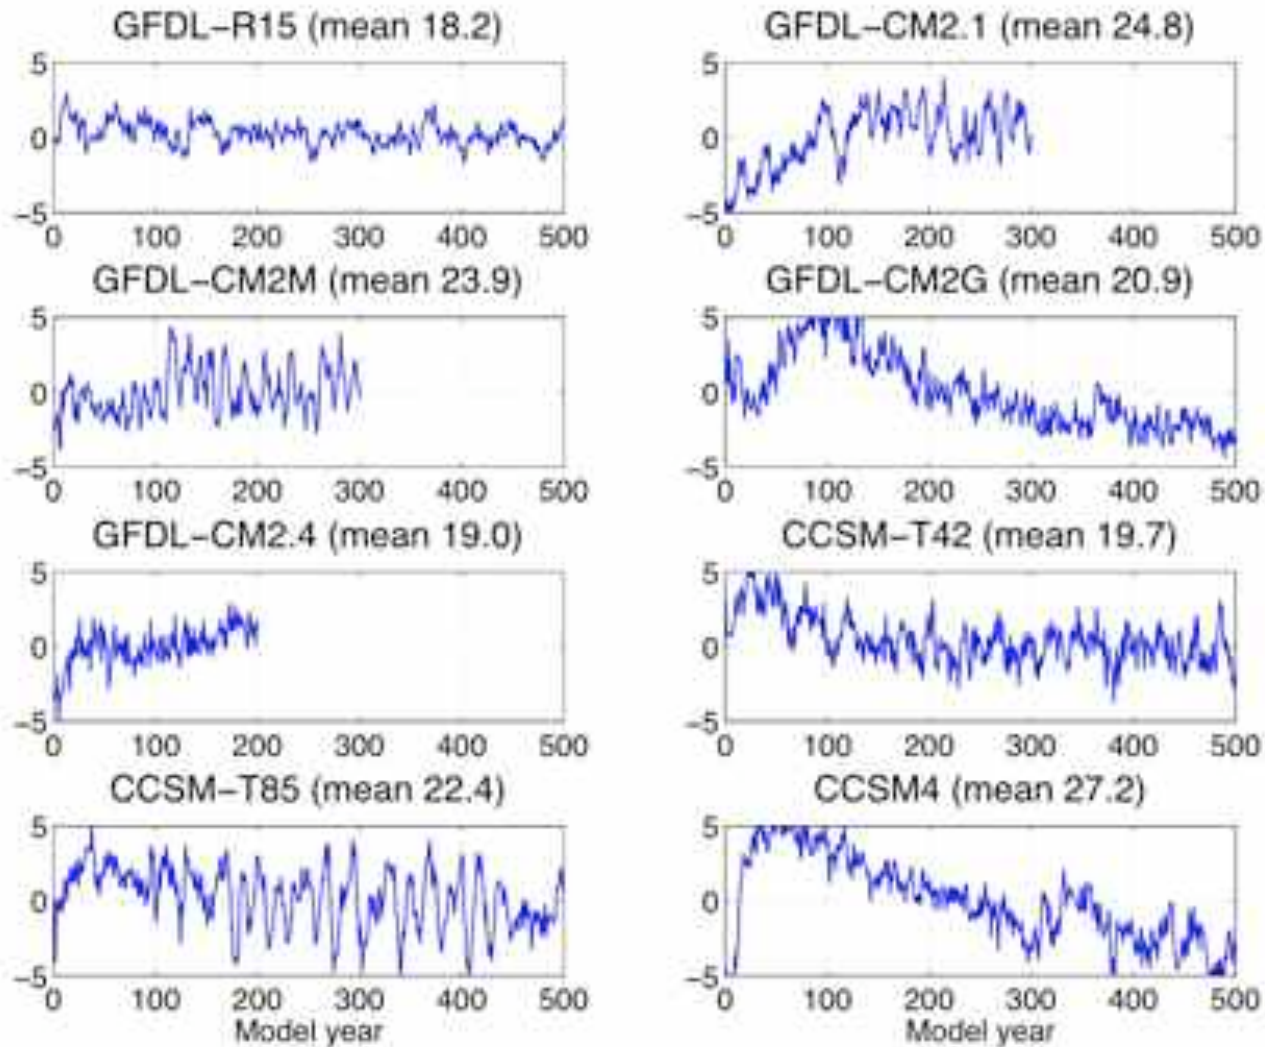 GFDL-R15 (mean 18.2)
5
0
-5
0 100 200 300 400 500
GFDL-CM2.1 (mean 24.8)
5
0
-5
0 100 200 300 400 500
GFDL-CM2M (mean 23.9)
5
0
-5
0 100 200 300 400 500
GFDL-CM2G (mean 20.9)
5
0
-5
0 100 200 300 400 500
GFDL-CM2.4 (mean 19.0)
5
0
-5
0 100 200 300 400 500
CCSM-T42 (mean 19.7)
5
0
-5
0 100 200 300 400 500
CCSM-T85 (mean 22.4)
5
0
-5
0 100 200 300 400 500
Model year
CCSM4 (mean 27.2)
5
0
-5
0 100 200 300 400 500
Model year